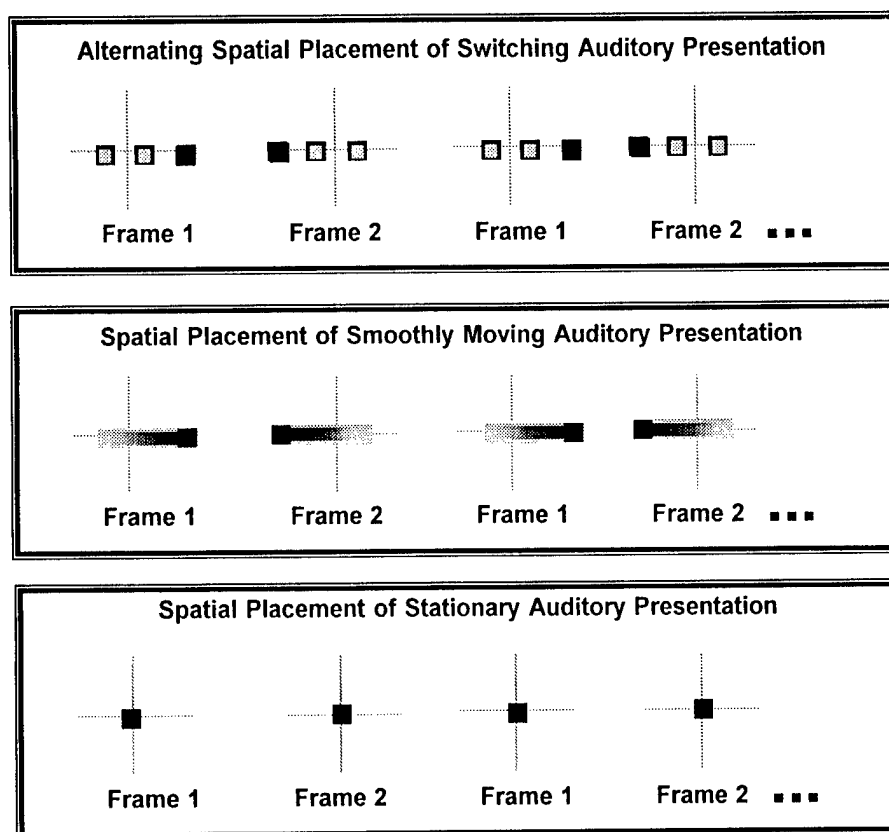 Alternating Spatial Placement of Switching Auditory Presentation
Frame 1 Frame 2 Frame 1 Frame 2 ...
Spatial Placement of Smoothly Moving Auditory Presentation
Frame 1 Frame 2 Frame 1 Frame 2 ...
Spatial Placement of Stationary Auditory Presentation
Frame 1 Frame 2 Frame 1 Frame 2 ...